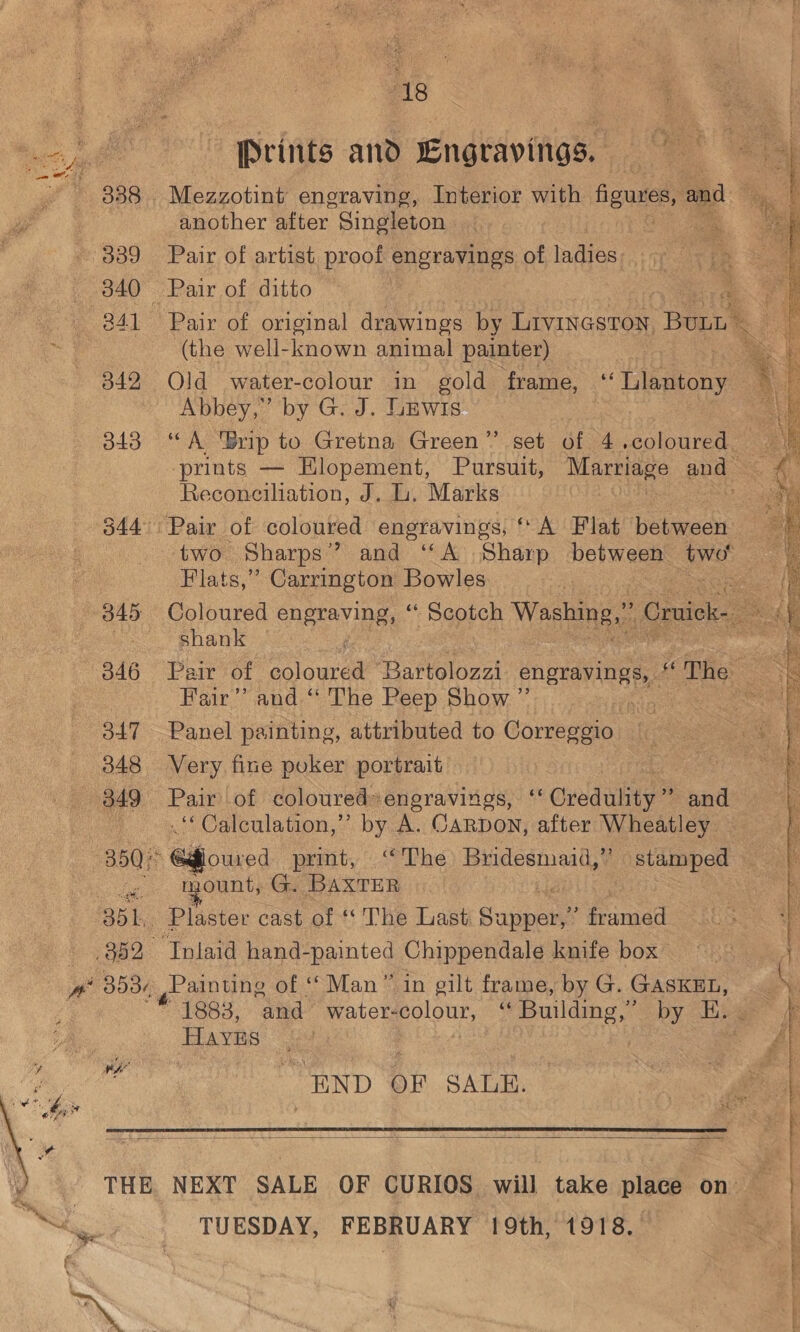 18
Prints and Engravings.
338 Mezzotint engraving, Interior with figures, and
another after Singleton
339 Pair of artist proof engravings of ladies
340 Pair of ditto
341 Pair of original drawings by LIVINGSTON BULL
(the well-known animal painter)
342 Old water-colour in gold frame, “Llantony
Abbey,” by G. J. LEWIS.
343 “A Trip to Gretna Green” set of 4 coloured
prints — Elopement, Pursuit, Marriage and
Reconciliation, J. L. Marks
344 Pair of coloured engravings, “A Flat between
two Sharps” and “A Sharp between two
Flats,” Carrington Bowles
345 Coloured engraving, “Scotch Washing,” Cruick-
shank
346 Pair of coloured Bartolozzi engravings, “The
Fair” and “The Peep Show”
347 Panel painting, attributed to Correggio
348 Very fine poker portrait
349 Pair of coloured engravings, “Credulity” and
“Calculation,” by A. CARDON, after Wheatley
350 Coloured print, “The Bridesmaid,” stamped
mount, G. BAXTER
351 Plaster cast of “The Last Supper,” framed
352 Inlaid hand-painted Chippendale knife box
353 Painting of “Man” in gilt frame, by G. GASKEL,
1883, and water-colour, “Building,” by E.
HAYES
END OF SALE.
THE NEXT SALE OF CURIOS will take place on
TUESDAY, FEBRUARY 19th, 1918.